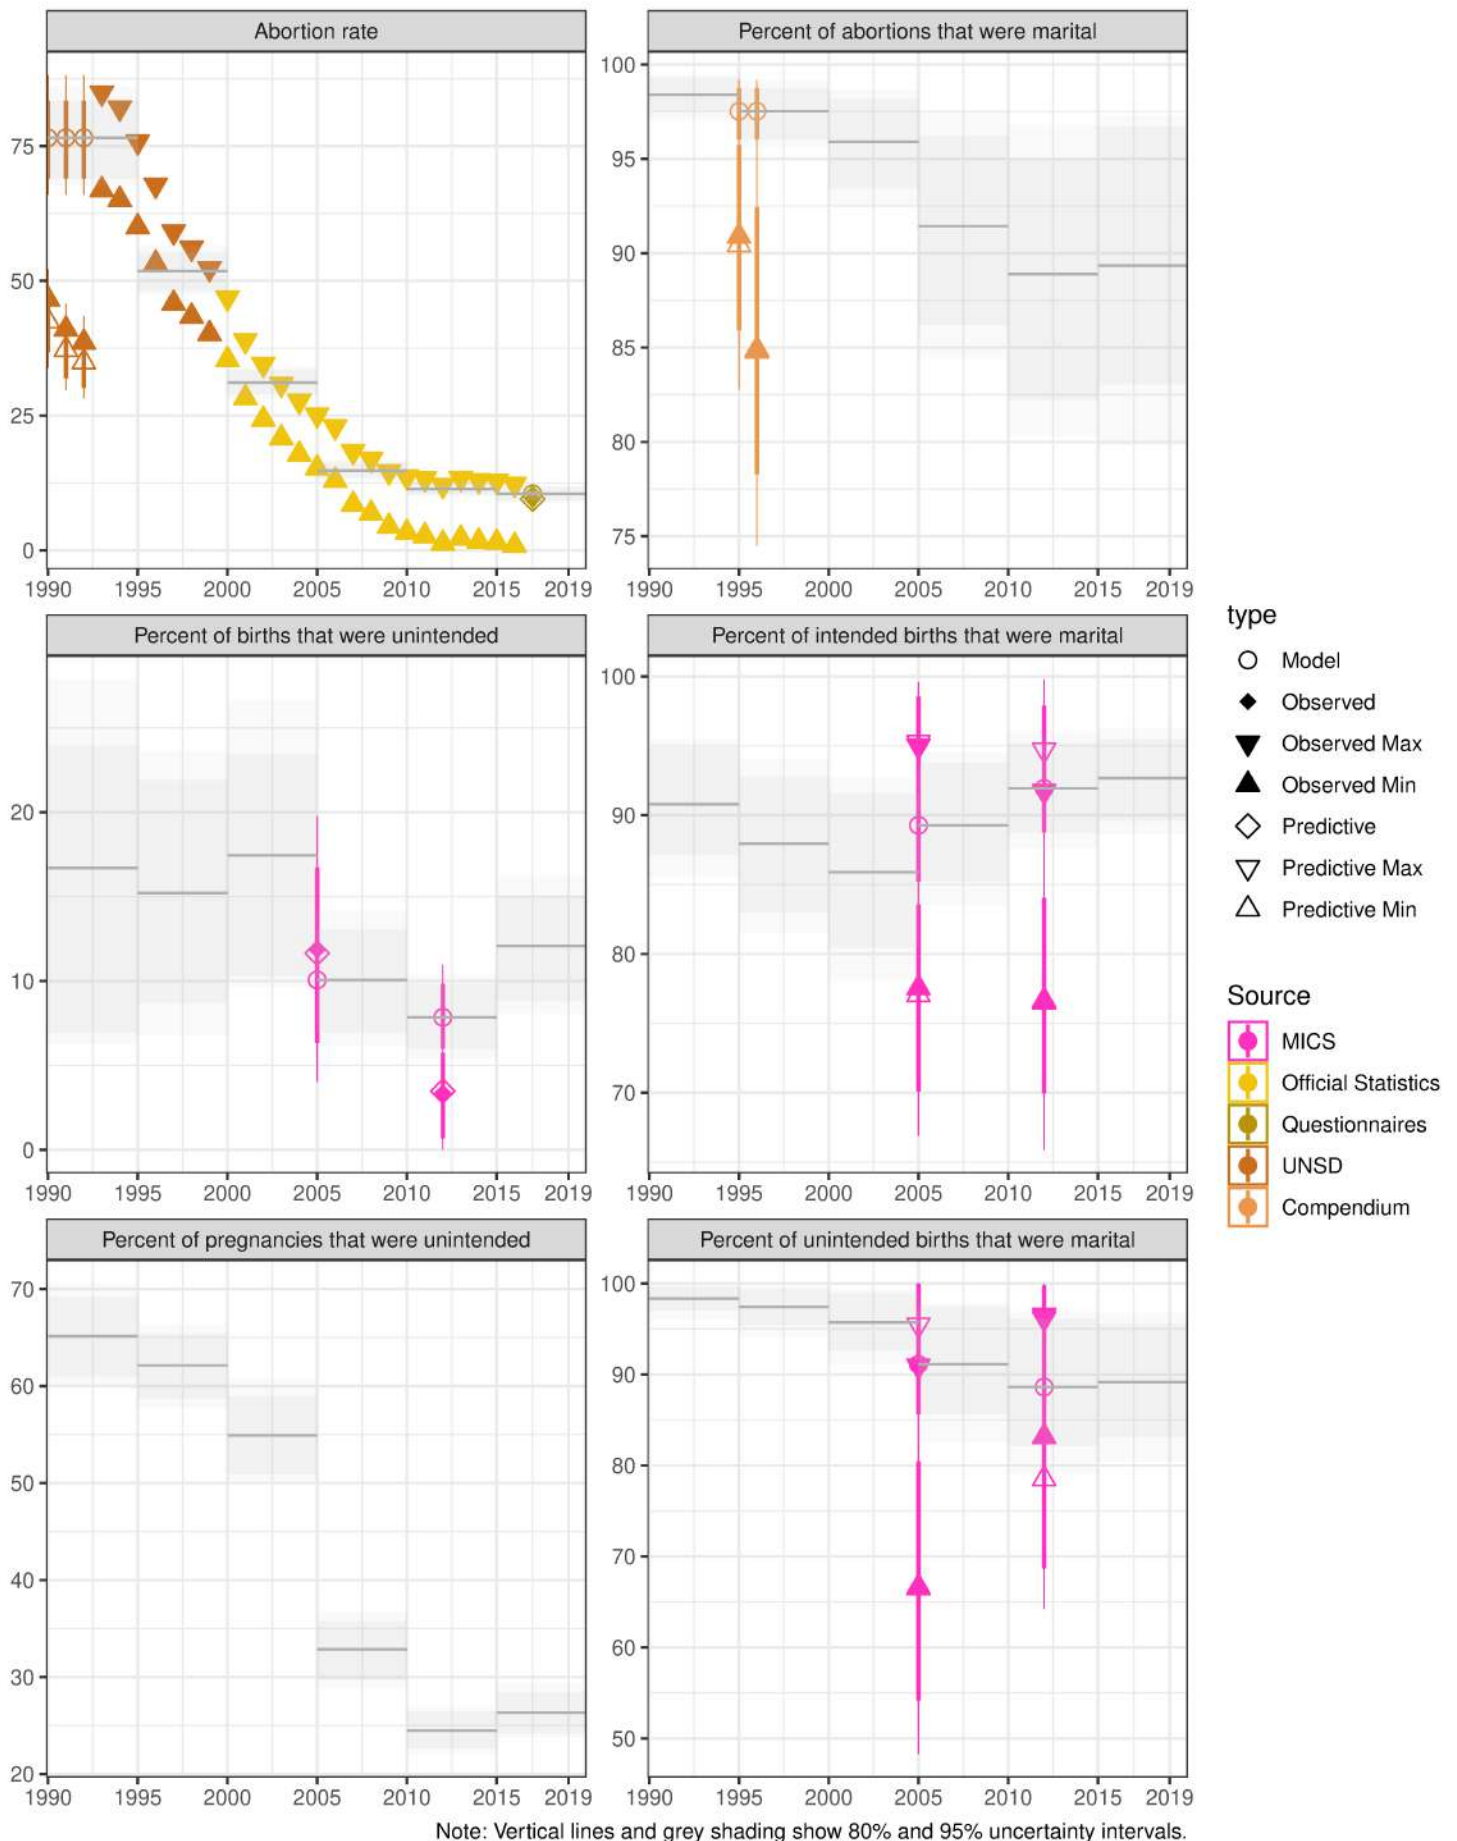 Abortion rate
75
50
25
0
1990 1995 2000 2005 2010 2015 2019
Percent of abortions that were marital
100
95
90
85
80
75
1990 1995 2000 2005 2010 2015 2019
Percent of births that were unintended
20
10
0
1990 1995 2000 2005 2010 2015 2019
Percent of intended births that were marital
100
90
80
70
1990 1995 2000 2005 2010 2015 2019
Percent of pregnancies that were unintended
70
60
50
40
30
20
1990 1995 2000 2005 2010 2015 2019
Percent of unintended births that were marital
100
90
80
70
60
50
1990 1995 2000 2005 2010 2015 2019
type
Model
Observed
Observed Max
Observed Min
Predictive
Predictive Max
Predictive Min
Source
MICS
Official Statistics
Questionnaires
UNSD
Compendium
Note: Vertical lines and grey shading show 80% and 95% uncertainty intervals.